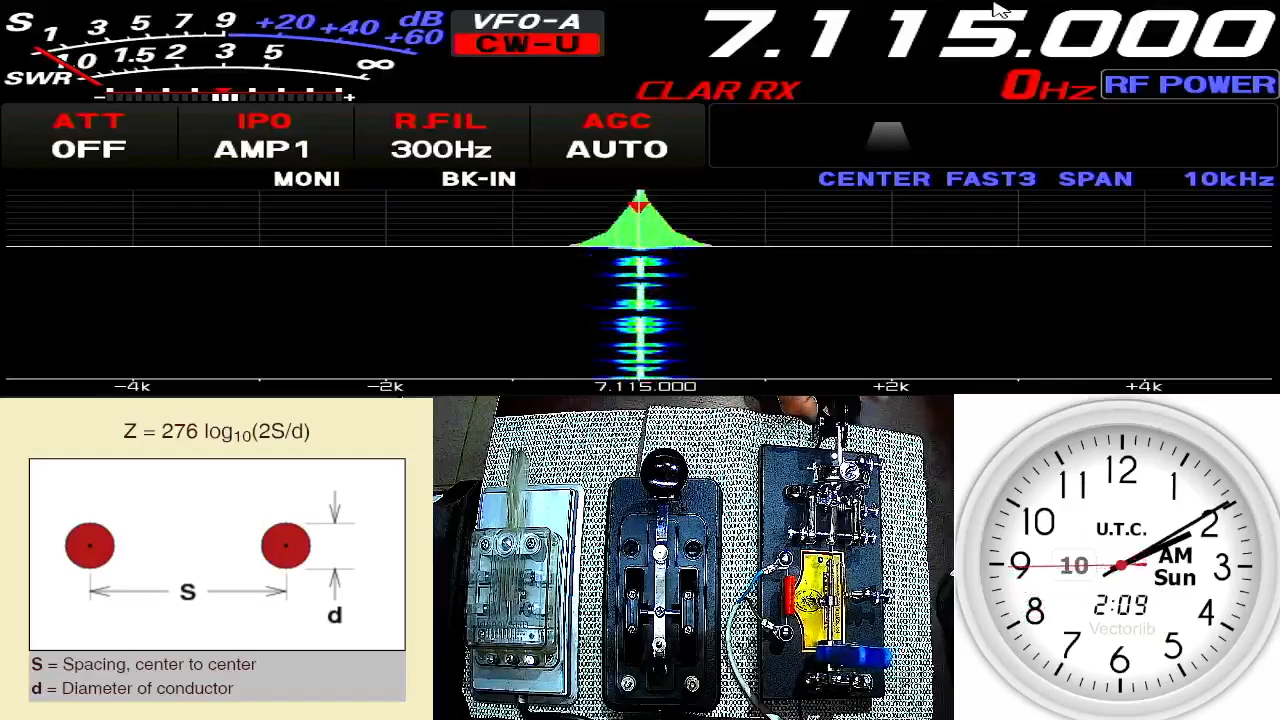 S 1 3 5 7 9 +20 +40 +60 dB
SWR 1.0 1.5 2 3 5 ∞
− +
VFO-A
CW-U
7.115.000
CLAR RX 0Hz RF POWER
ATT IPO R.FIL AGC
OFF AMP1 300Hz AUTO
MONI BK-IN CENTER FAST3 SPAN 10kHz
-4k -2k 7.115.000 +2k +4k
Z = 276 log₁₀(2S/d)
S
d
S = Spacing, center to center
d = Diameter of conductor
12 1 2 3 4 5 6 7 8 9 10 11
U.T.C.
10 AM
Sun
2:09
Vectorlib